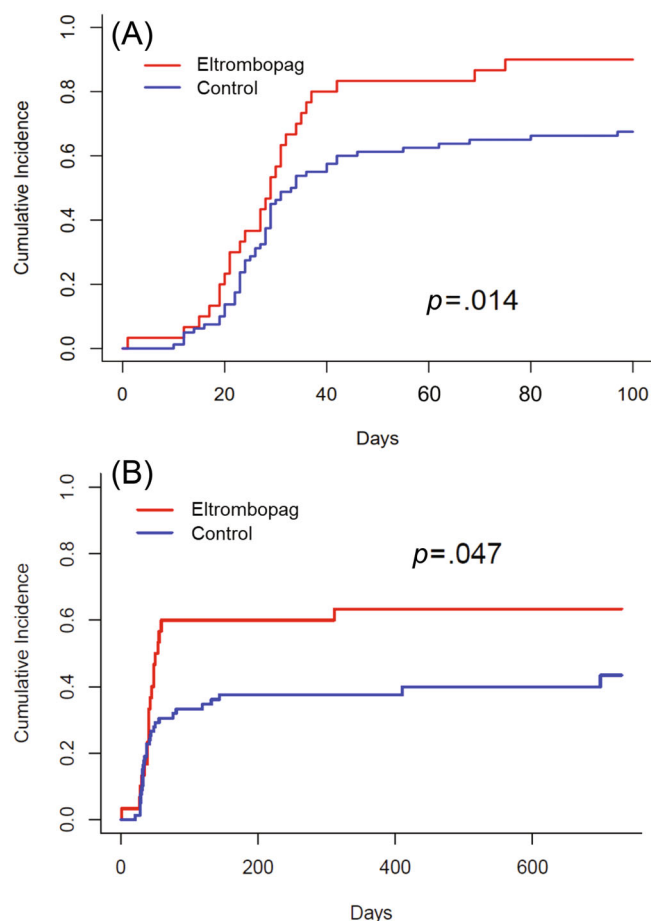 (A)
Eltrombopag
Control
Cumulative Incidence
1.0
0.8
0.6
0.4
0.2
0.0
p=.014
0 20 40 60 80 100
Days
(B)
Eltrombopag
Control
Cumulative Incidence
1.0
0.8
0.6
0.4
0.2
0.0
p=.047
0 200 400 600
Days